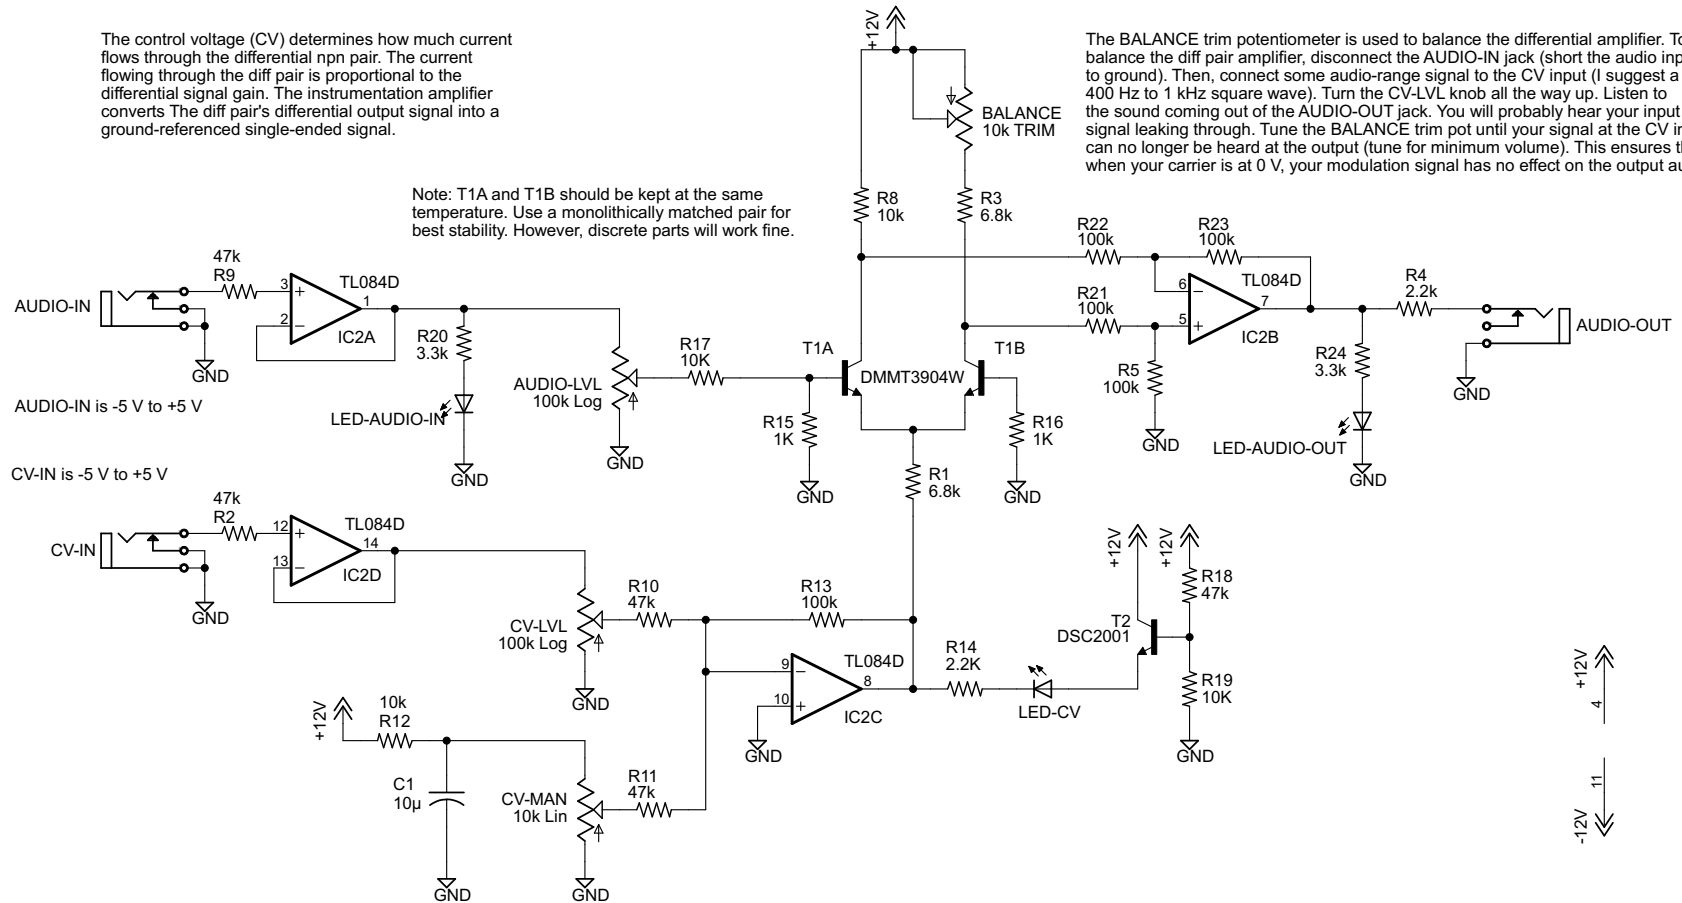 The control voltage (CV) determines how much current
flows through the differential npn pair. The current
flowing through the diff pair is proportional to the
differential signal gain. The instrumentation amplifier
converts The diff pair's differential output signal into a
ground-referenced single-ended signal.
+12V
BALANCE
10k TRIM
The BALANCE trim potentiometer is used to balance the differential amplifier. To
balance the diff pair amplifier, disconnect the AUDIO-IN jack (short the audio
to ground). Then, connect some audio-range signal to the CV input (I suggest a
400 Hz to 1 kHz square wave). Turn the CV-LVL knob all the way up. Listen to
the sound coming out of the AUDIO-OUT jack. You will probably hear your input
signal leaking through. Tune the BALANCE trim pot until your signal at the CV
can no longer be heard at the output (tune for minimum volume). This ensures
when your carrier is at 0 V, your modulation signal has no effect on the output
Note: T1A and T1B should be kept at the same
temperature. Use a monolithically matched pair for
best stability. However, discrete parts will work fine.
R8
10k
R3
6.8k
AUDIO-IN
47k
R9
3
+
2
−
TL084D
1
IC2A
GND
R20
3.3k
LED-AUDIO-IN
GND
AUDIO-IN is -5 V to +5 V
AUDIO-LVL
100k Log
GND
R17
10K
R15
1K
GND
T1A
DMMT3904W
T1B
R16
1K
GND
R1
6.8k
R22
100k
R23
100k
R21
100k
R5
100k
GND
6
−
5
+
TL084D
7
IC2B
R4
2.2k
R24
3.3k
LED-AUDIO-OUT
GND
AUDIO-OUT
GND
CV-IN is -5 V to +5 V
CV-IN
47k
R2
12
+
13
−
TL084D
14
IC2D
GND
CV-LVL
100k Log
GND
R10
47k
R13
100k
9
−
10
+
TL084D
8
IC2C
GND
R14
2.2K
LED-CV
+12V
+12V
T2
DSC2001
R18
47k
R19
10K
GND
+12V
10k
R12
C1
10µ
GND
CV-MAN
10k Lin
GND
R11
47k
+12V
4
11
-12V